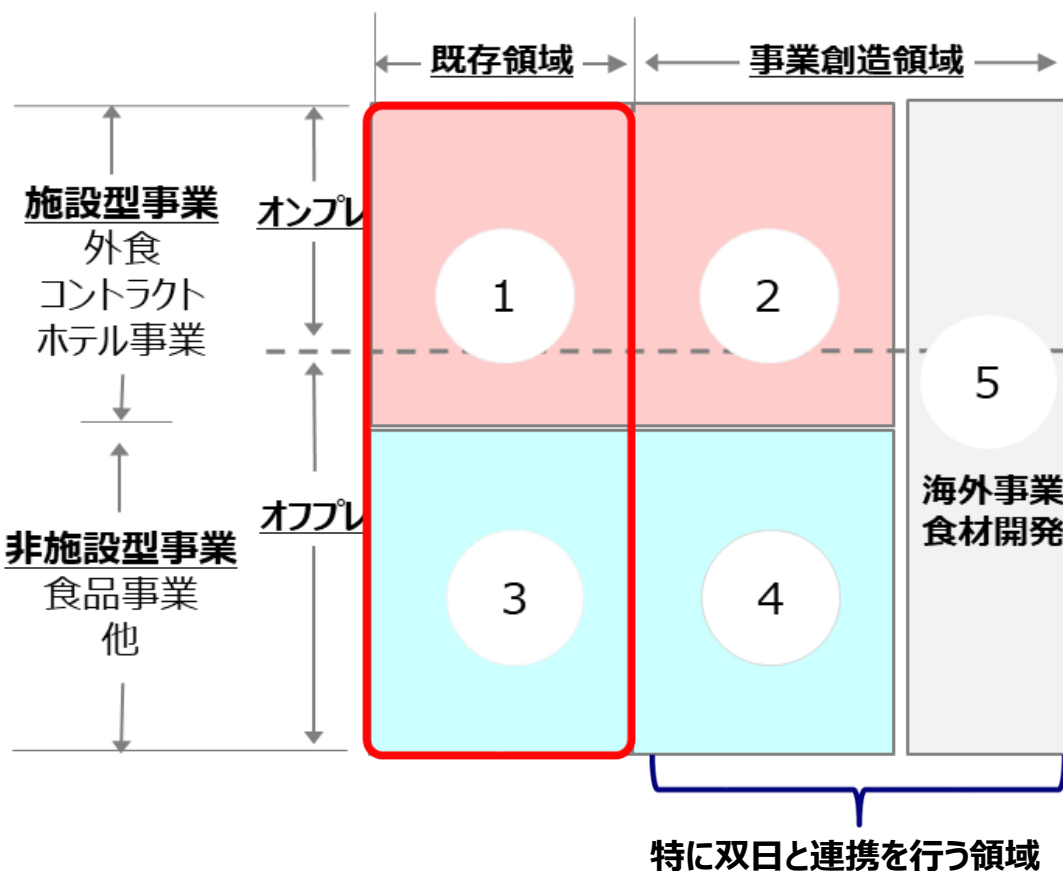 既存領域
事業創造領域
施設型事業
外食
コントラクト
ホテル事業
オンプレ
1
2
5
海外事業
食材開発
非施設型事業
食品事業
他
オフプレ
3
4
特に双日と連携を行う領域